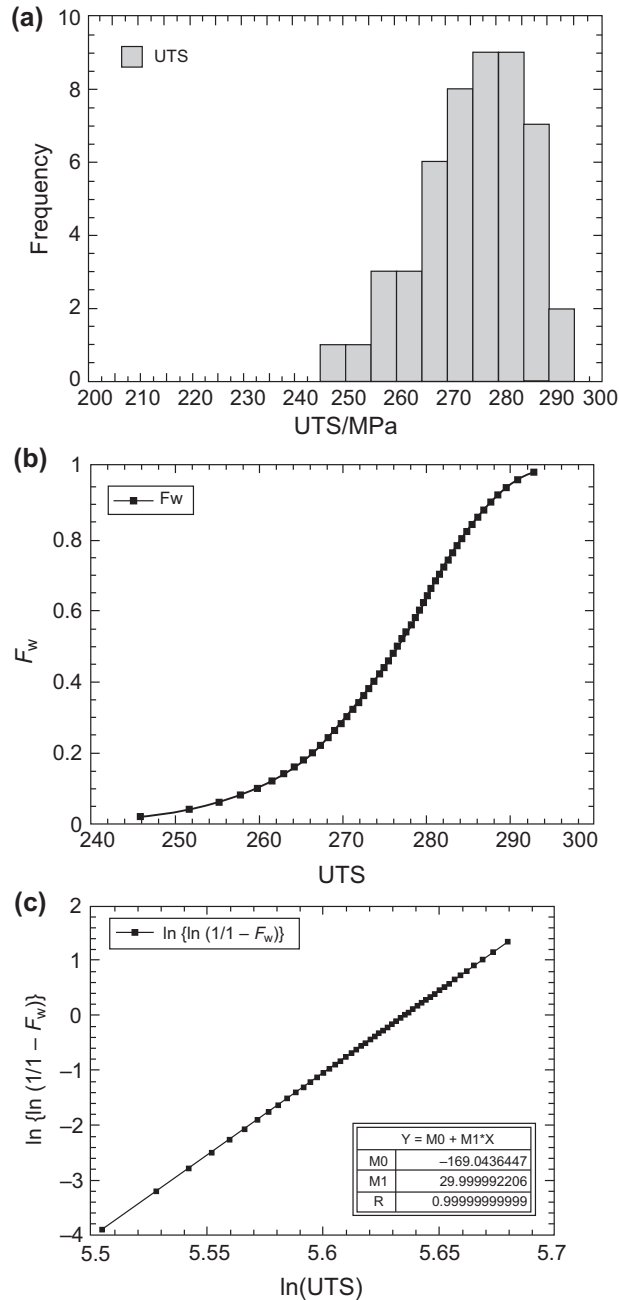 (a)
10
8
6
4
2
0
Frequency
UTS
200 210 220 230 240 250 260 270 280 290 300
UTS/MPa
(b)
1
0.8
0.6
0.4
0.2
0
Fw
Fw
240 250 260 270 280 290 300
UTS
(c)
2
1
0
–1
–2
–3
–4
ln {ln (1/1 – Fw)}
ln {ln (1/1 – Fw)}
Y = M0 + M1*X
M0 –169.0436447
M1 29.999992206
R 0.99999999999
5.5 5.55 5.6 5.65 5.7
ln(UTS)